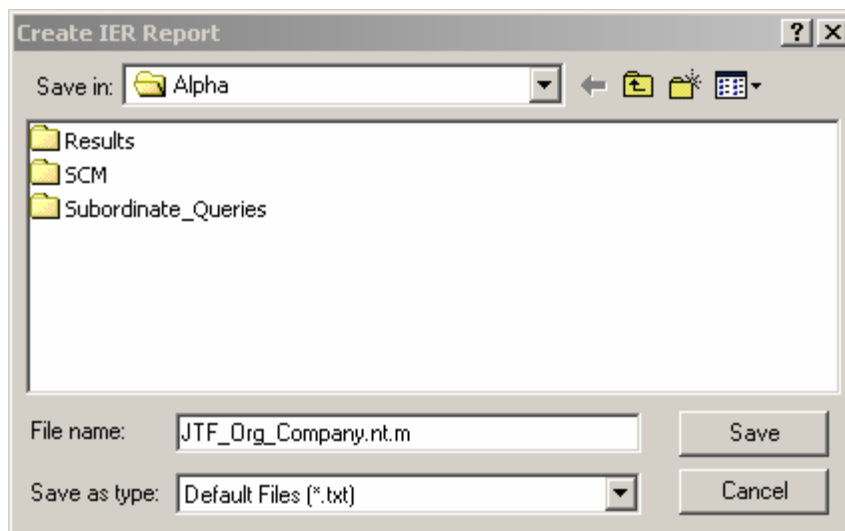 Create IER Report
Save in: Alpha
Results
SCM
Subordinate_Queries
File name: JTF_Org_Company.nt.m Save
Save as type: Default Files (*.txt) Cancel